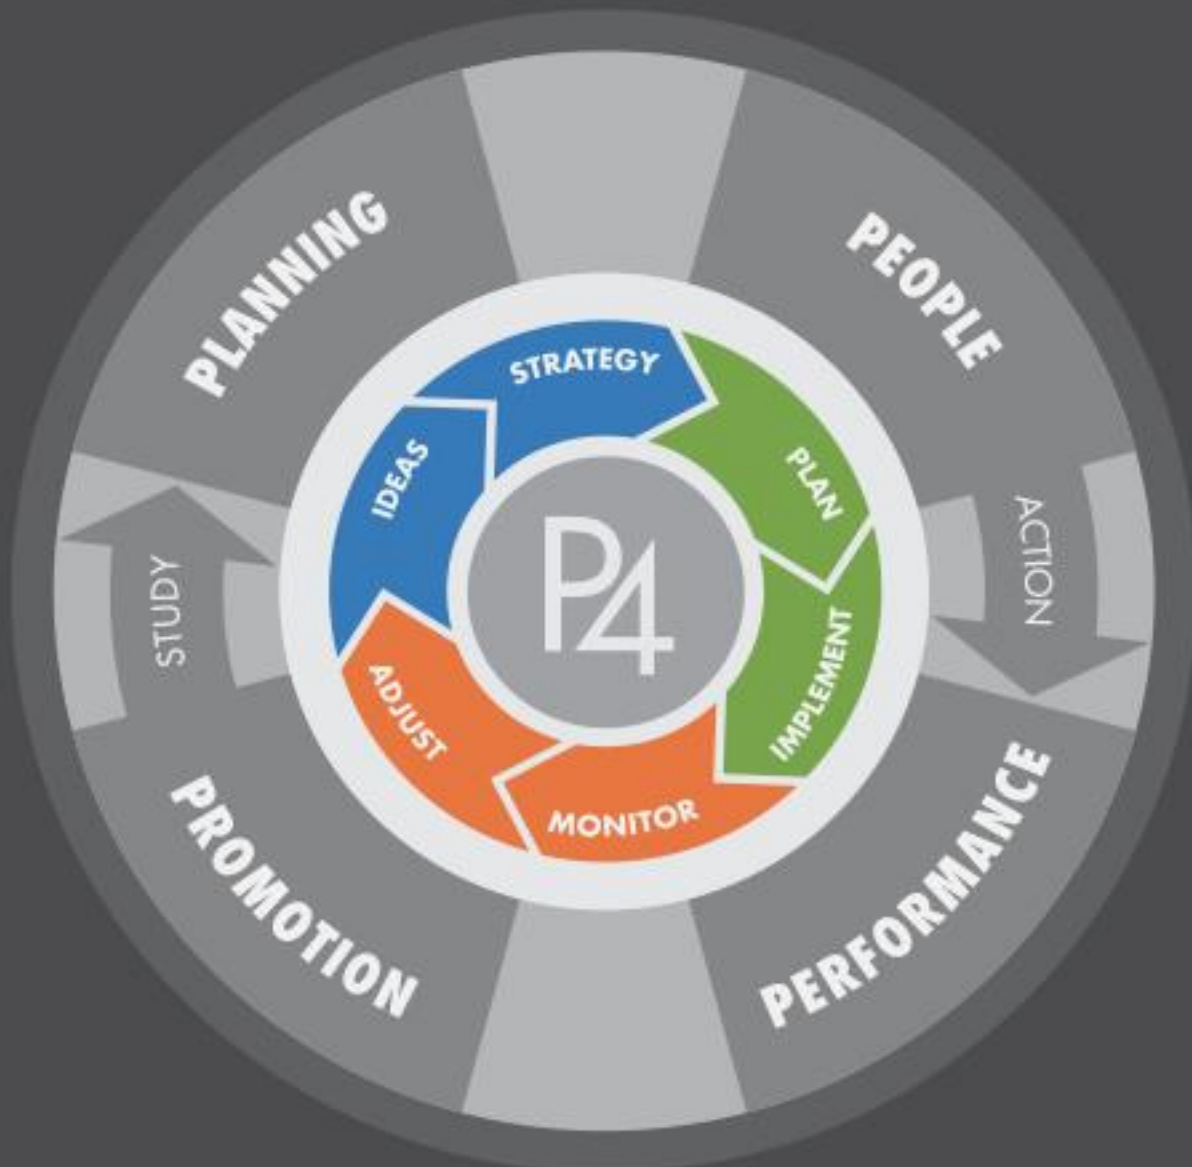 PLANNING
PEOPLE
STRATEGY
IDEAS
PLAN
P4
STUDY
ACTION
ADJUST
IMPLEMENT
MONITOR
PROMOTION
PERFORMANCE